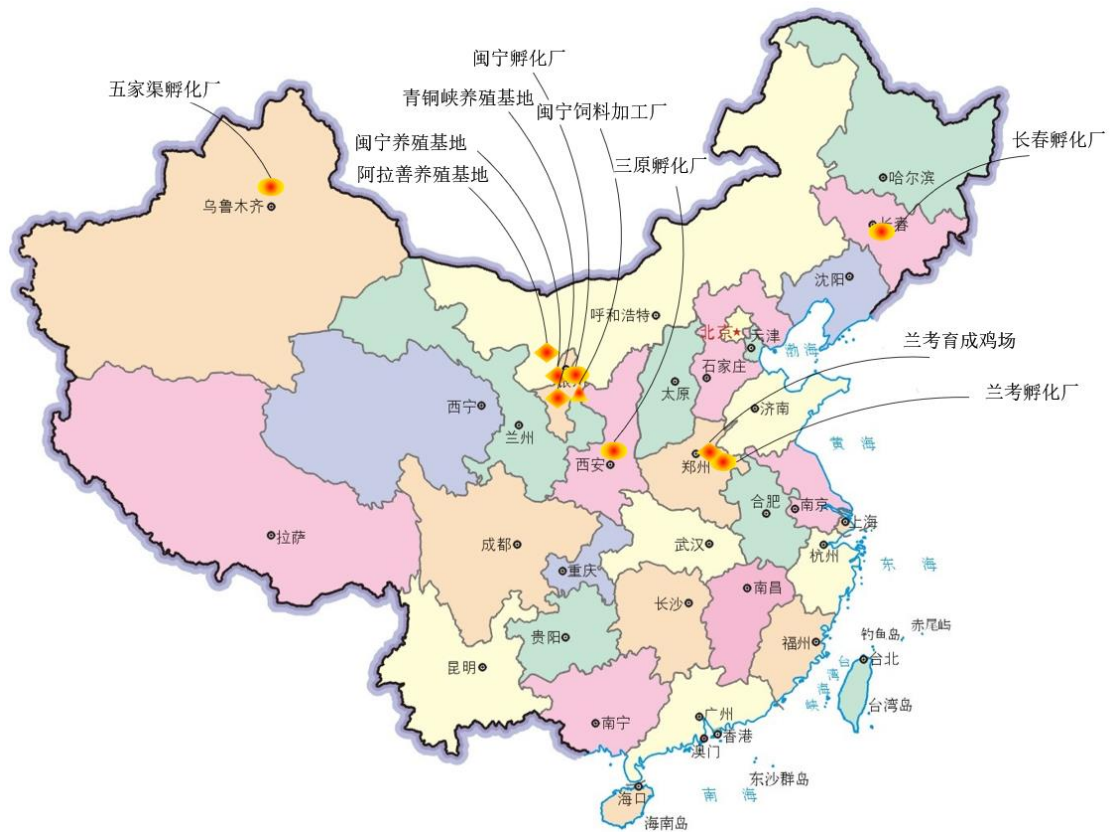 闽宁孵化厂
五家渠孵化厂
青铜峡养殖基地
闽宁饲料加工厂
闽宁养殖基地
三原孵化厂
长春孵化厂
阿拉善养殖基地
哈尔滨
乌鲁木齐
长春
沈阳
呼和浩特
北京
天津
渤海
兰考育成鸡场
石家庄
太原
兰考孵化厂
西宁
济南
兰州
黄海
西安
郑州
合肥
南京
上海
拉萨
成都
武汉
杭州
重庆
东海
南昌
长沙
贵阳
福州
钓鱼岛
赤尾屿
昆明
台北
台湾海峡
台湾岛
南宁
广州
香港
澳门
东沙群岛
海口
南海
海南岛